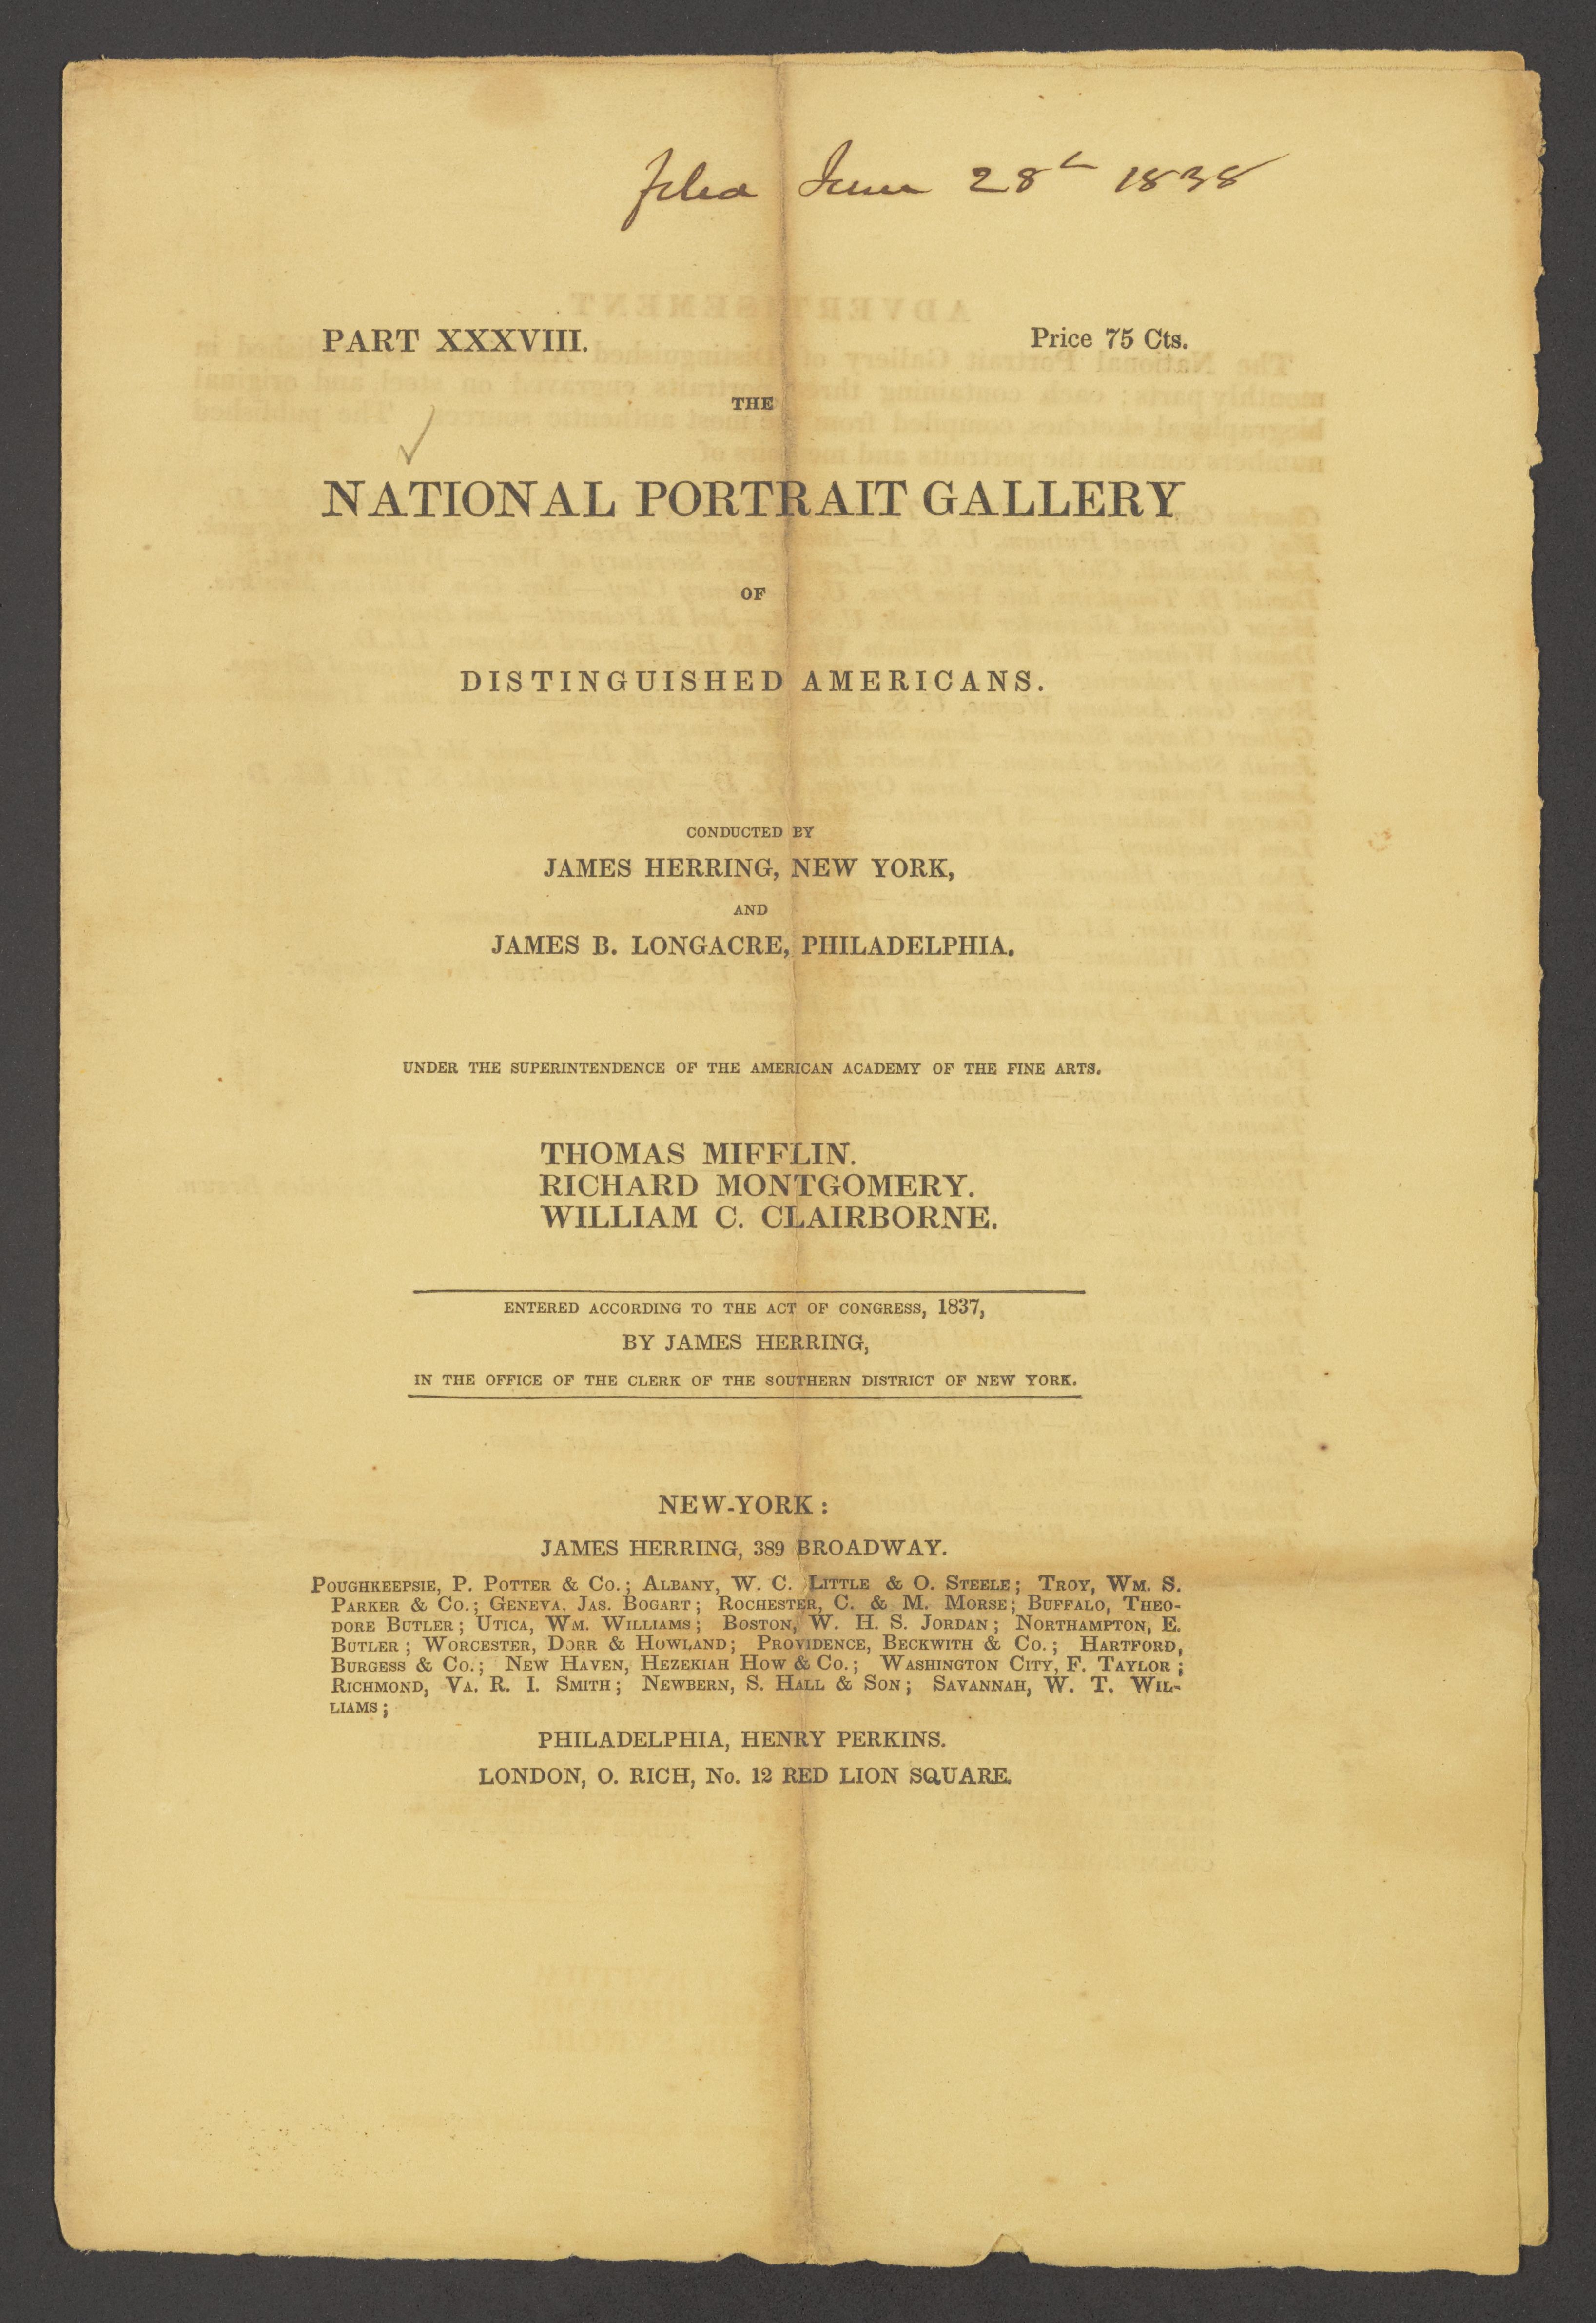 Filed June 28th 1838
PART XXXVIII.
Price 75 Cts.
THE
NATIONAL PORTRAIT GALLERY
OF
DISTINGUISHED AMERICANS.
CONDUCTED BY
JAMES HERRING, NEW YORK,
AND
JAMES B. LONGACRE, PHILADELPHIA.
UNDER THE SUPERINTENDENCE OF THE AMERICAN ACADEMY OF THE FINE ARTS.
THOMAS MIFFLIN.
RICHARD MONTGOMERY.
WILLIAM C. CLAIRBORNE.
ENTERED ACCORDING TO THE ACT OF CONGRESS, 1837,
BY JAMES HERRING,
IN THE OFFICE OF THE CLERK OF THE SOUTHERN DISTRICT OF NEW YORK.
NEW-YORK:
JAMES HERRING, 389 BROADWAY.
POUGHKEEPSIE, P. POTTER & CO.; ALBANY, W. C. LITTLE & O. STEELE; TROY, WM. S.
PARKER & CO.; GENEVA. JAS. BOGART; ROCHESTER, C. & M. MORSE; BUFFALO, THEO-
DORE BUTLER; UTICA, WM. WILLIAMS; BOSTON, W. H. S. JORDAN; NORTHAMPTON, E.
BUTLER; WORCESTER, DORR & HOWLAND; PROVIDENCE, BECKWITH & CO.; HARTFORD,
BURGESS & CO.; NEW HAVEN, HEZEKIAH HOW & CO.; WASHINGTON CITY, F. TAYLOR;
RICHMOND, VA. R. I. SMITH; NEWBERN, S. HALL & SON; SAVANNAH, W. T. WIL-
LIAMS;
PHILADELPHIA, HENRY PERKINS.
LONDON, O. RICH, No. 12 RED LION SQUARE.